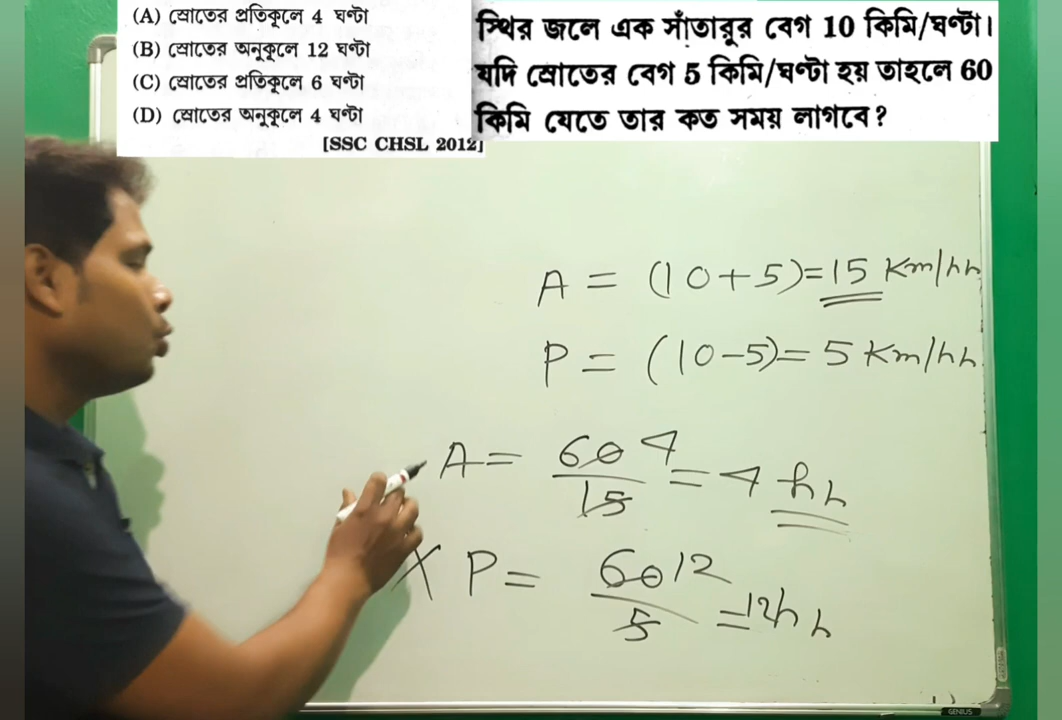 (A) স্রোতের প্রতিকূলে 4 ঘণ্টা
(B) স্রোতের অনুকূলে 12 ঘণ্টা
(C) স্রোতের প্রতিকূলে 6 ঘণ্টা
(D) স্রোতের অনুকূলে 4 ঘণ্টা
[SSC CHSL 2012]
স্থির জলে এক সাঁতারুর বেগ 10 কিমি/ঘণ্টা।
যদি স্রোতের বেগ 5 কিমি/ঘণ্টা হয় তাহলে 60
কিমি যেতে তার কত সময় লাগবে?
A = (10+5)=15 Km/hr
P = (10-5)= 5 Km/hr
A = 60/15 4 = 4 hr
X P = 60/5 12 =12hr
GENIUS